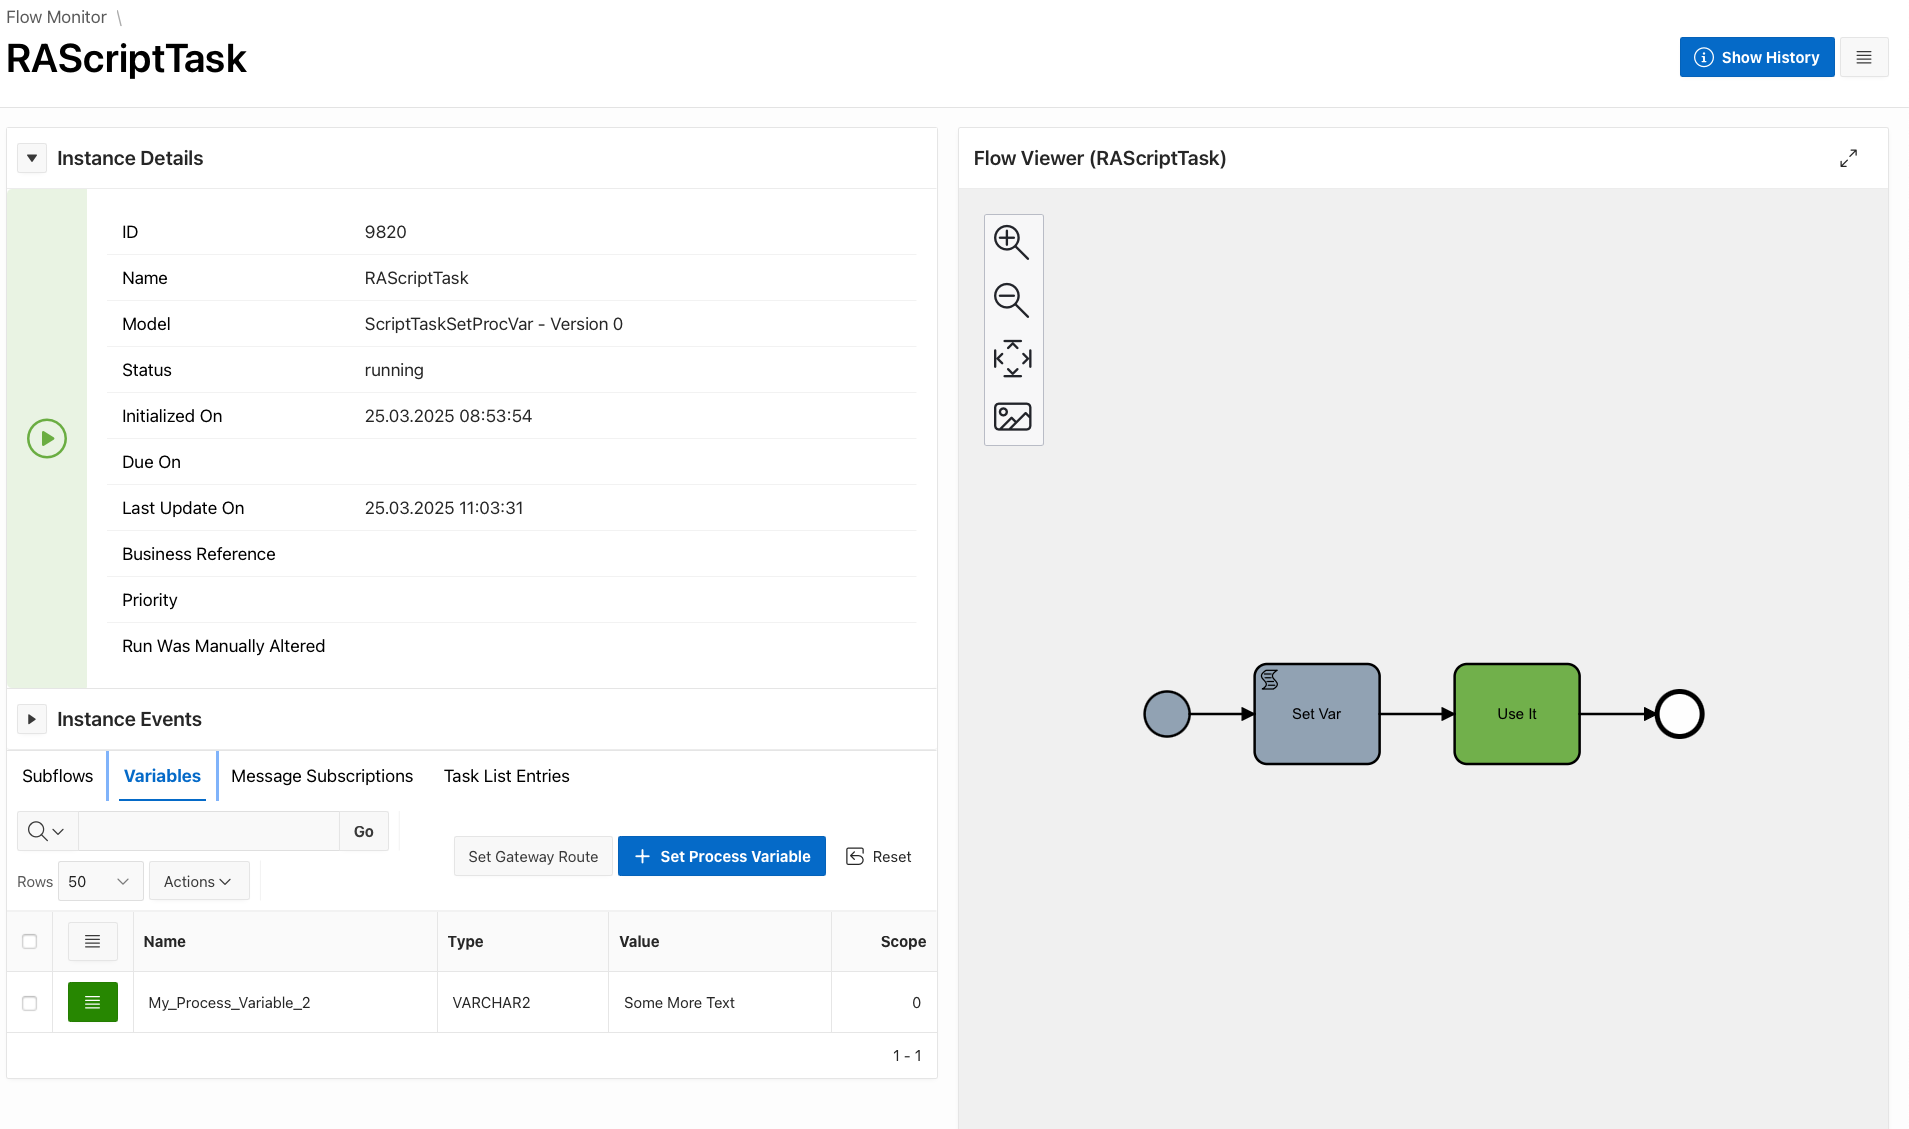 Flow Monitor \
RAScriptTask
Show History
Instance Details
ID 9820
Name RAScriptTask
Model ScriptTaskSetProcVar - Version 0
Status running
Initialized On 25.03.2025 08:53:54
Due On
Last Update On 25.03.2025 11:03:31
Business Reference
Priority
Run Was Manually Altered
Instance Events
Subflows Variables Message Subscriptions Task List Entries
Go
Set Gateway Route Set Process Variable Reset
Rows 50 Actions
Name Type Value Scope
My_Process_Variable_2 VARCHAR2 Some More Text 0
1 - 1
Flow Viewer (RAScriptTask)
Set Var Use It